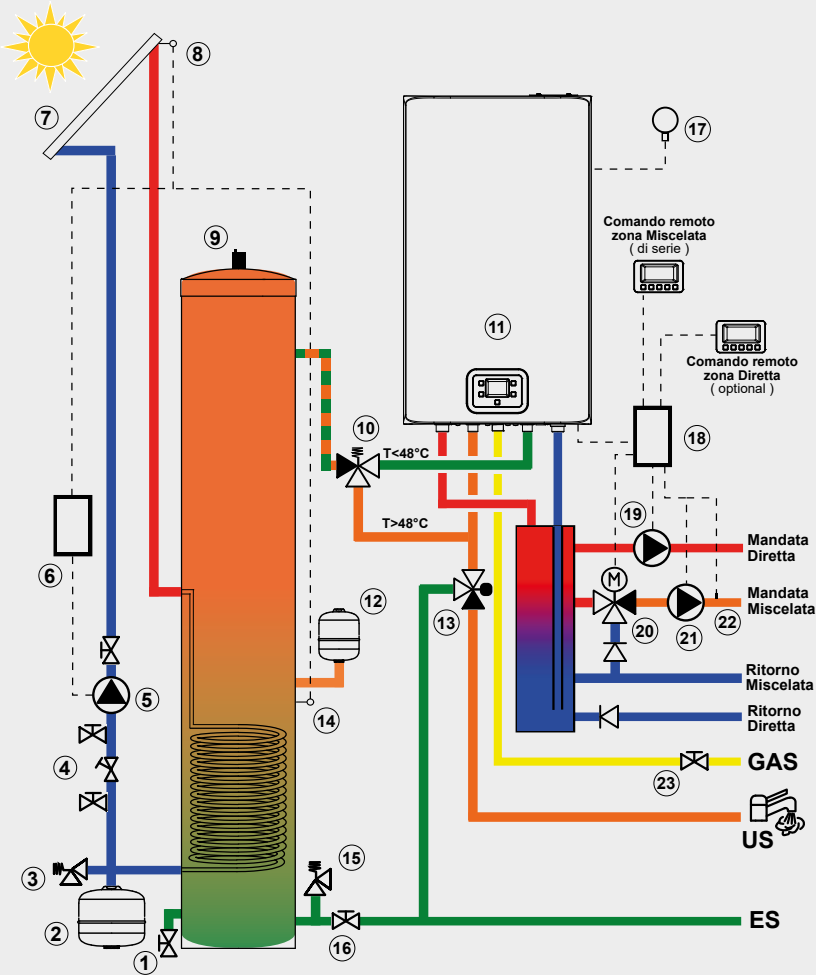 8
7
17
Comando remoto
zona Miscelata
( di serie )
9
11
Comando remoto
zona Diretta
( optional )
10
T<48°C
18
T>48°C
19
Mandata
Diretta
6
M
Mandata
Miscelata
12
13
20
21
22
5
14
Ritorno
Miscelata
Ritorno
Diretta
4
23
GAS
US
3
15
2
1
16
ES